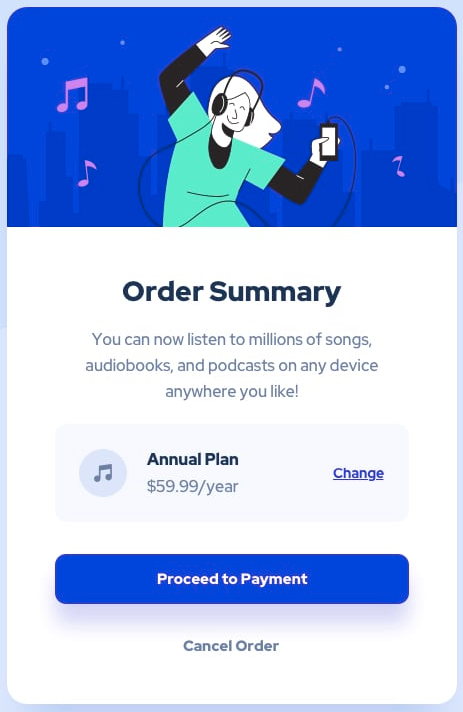 Order Summary
You can now listen to millions of songs,
audiobooks, and podcasts on any device
anywhere you like!
Annual Plan
$59.99/year
Change
Proceed to Payment
Cancel Order